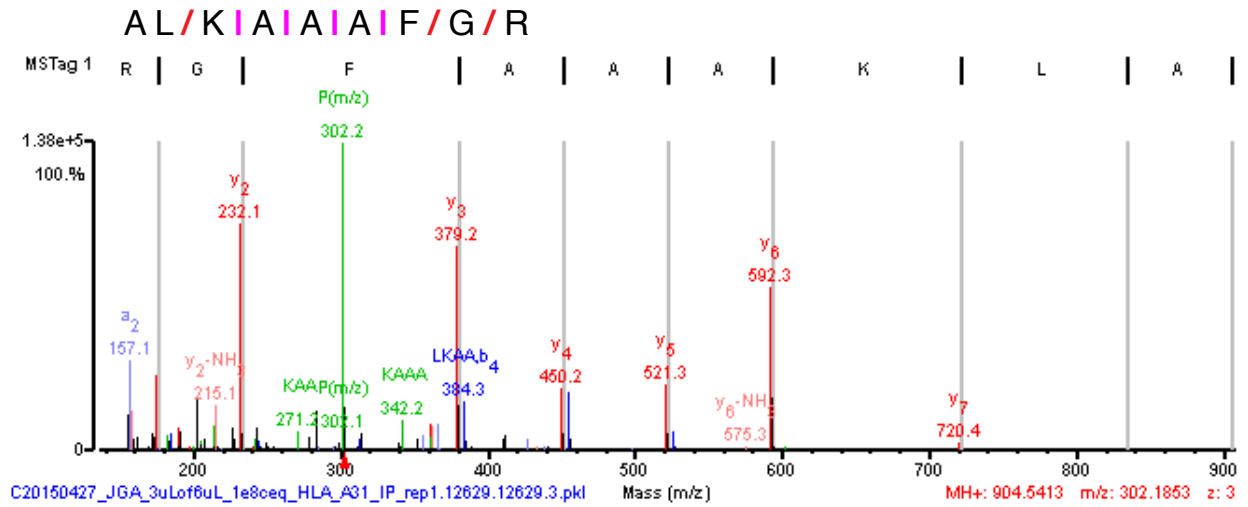 AL/K|A|A|A|F/G/R
MSTag 1 R G F A A A K L A
P(m/z)
302.2
1.38e+5
100.%
y2
232.1
y3
379.2
y6
592.3
a2
157.1
y2-NH3
215.1
KAA P(m/z)
271.2 302.1
KAAA
342.2
LKAA,b4
384.3
y4
450.2
y5
521.3
y6-NH3
575.3
y7
720.4
0
200 300 400 500 600 700 800 900
C20150427_JGA_3uLof6uL_1e8ceq_HLA_A31_IP_rep1.12629.12629.3.pkl Mass (m/z) MH+: 904.5413 m/z: 302.1853 z: 3